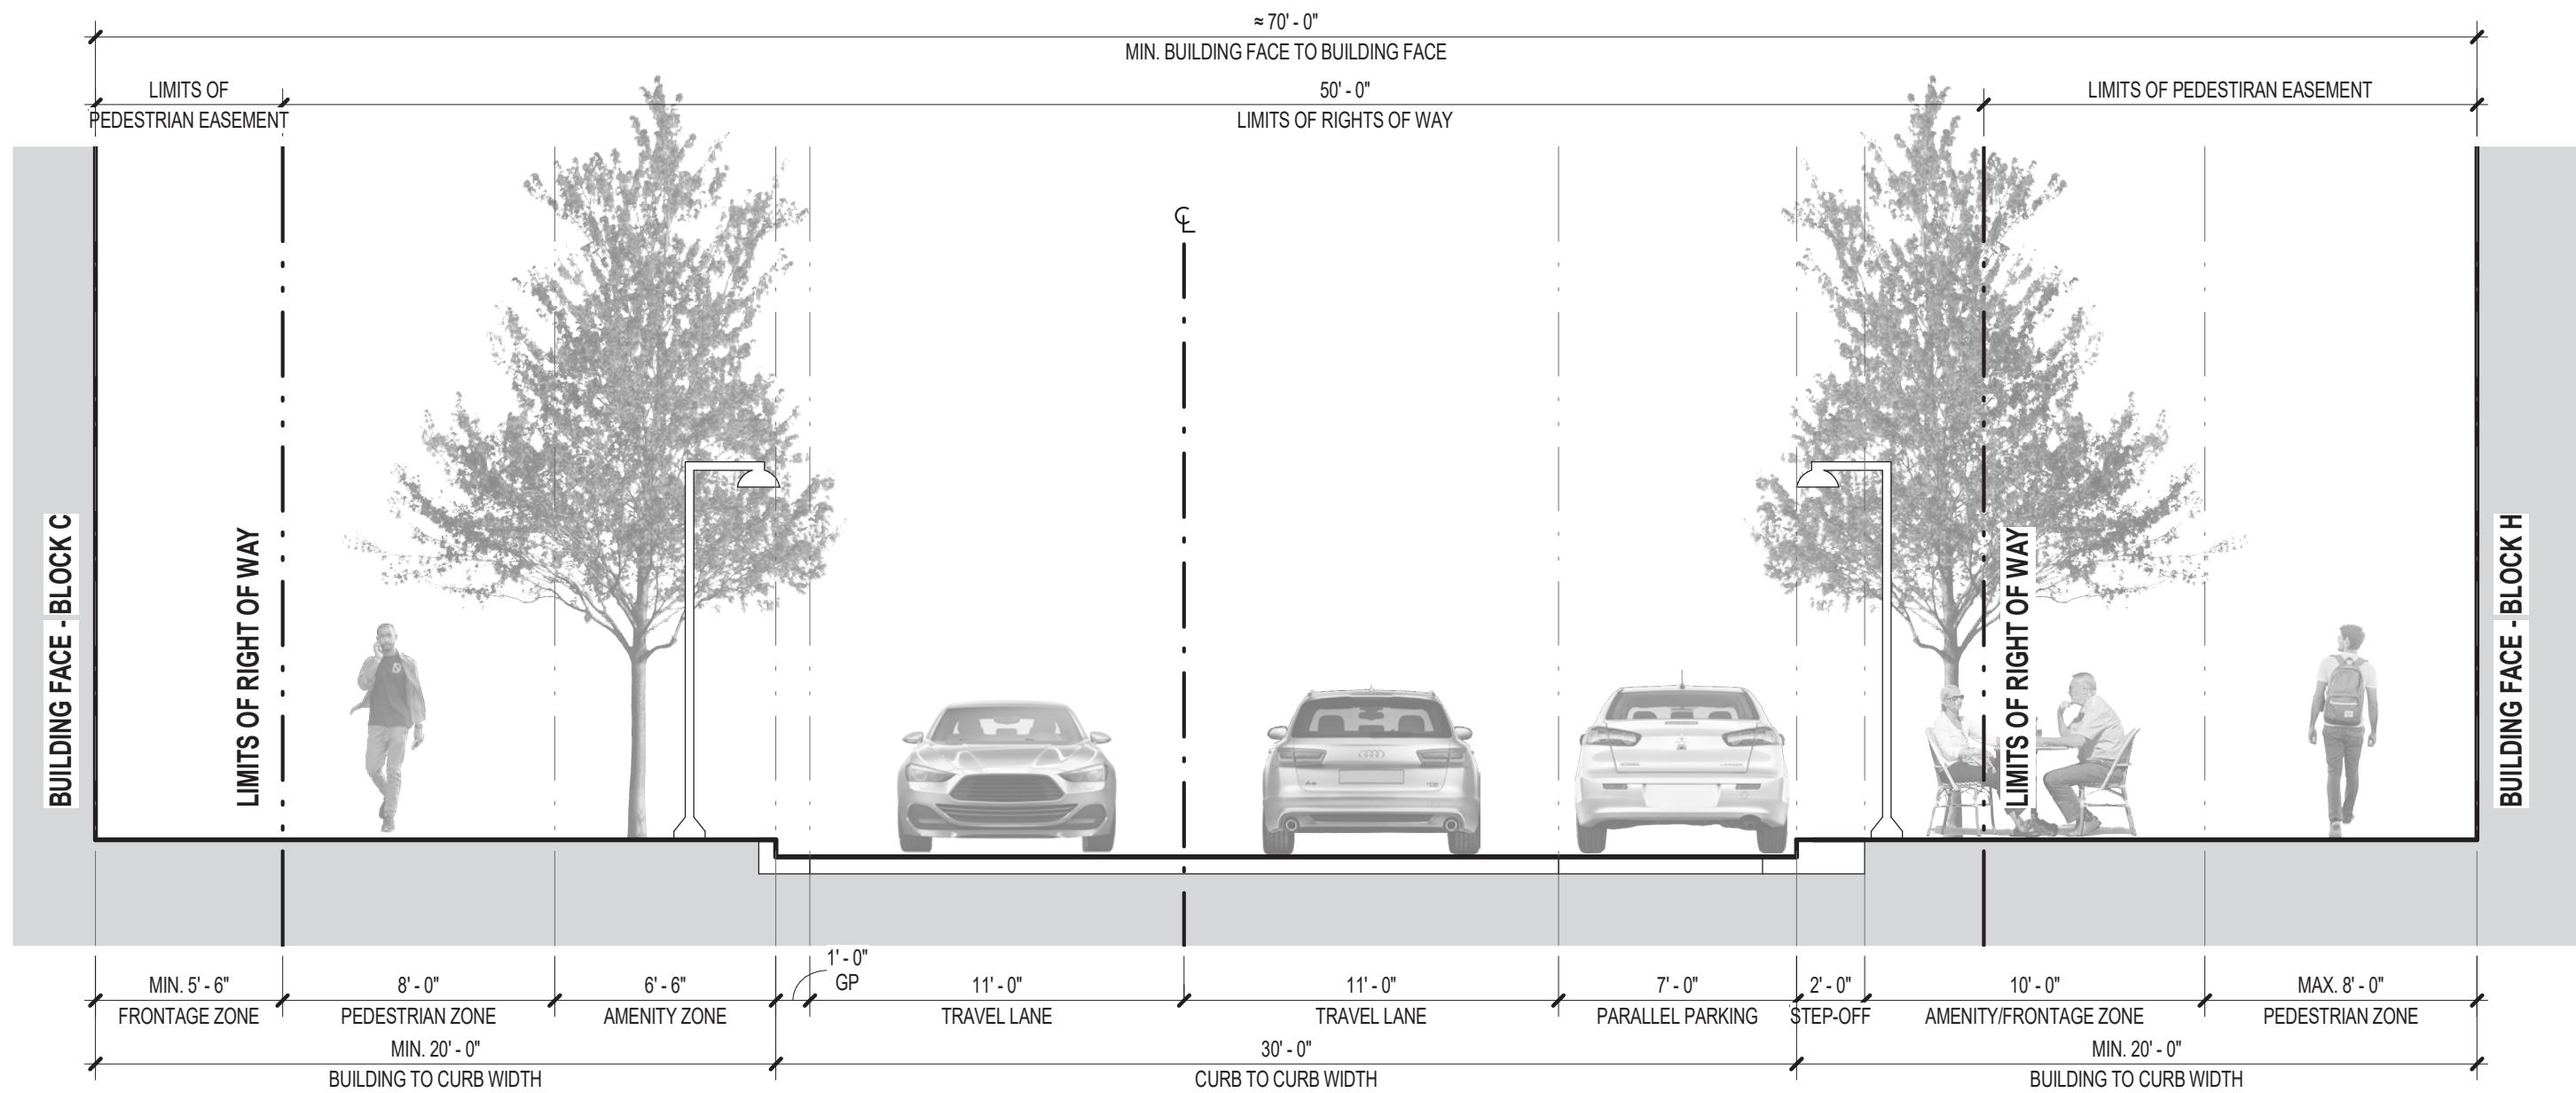 ≈ 70' - 0"
MIN. BUILDING FACE TO BUILDING FACE
LIMITS OF
PEDESTRIAN EASEMENT
50' - 0"
LIMITS OF RIGHTS OF WAY
LIMITS OF PEDESTIRAN EASEMENT
℄
BUILDING FACE - BLOCK C
LIMITS OF RIGHT OF WAY
LIMITS OF RIGHT OF WAY
BUILDING FACE - BLOCK H
MIN. 5' - 6"
FRONTAGE ZONE
8' - 0"
PEDESTRIAN ZONE
6' - 6"
AMENITY ZONE
1' - 0"
GP
11' - 0"
TRAVEL LANE
11' - 0"
TRAVEL LANE
7' - 0"
PARALLEL PARKING
2' - 0"
STEP-OFF
10' - 0"
AMENITY/FRONTAGE ZONE
MAX. 8' - 0"
PEDESTRIAN ZONE
MIN. 20' - 0"
BUILDING TO CURB WIDTH
30' - 0"
CURB TO CURB WIDTH
MIN. 20' - 0"
BUILDING TO CURB WIDTH